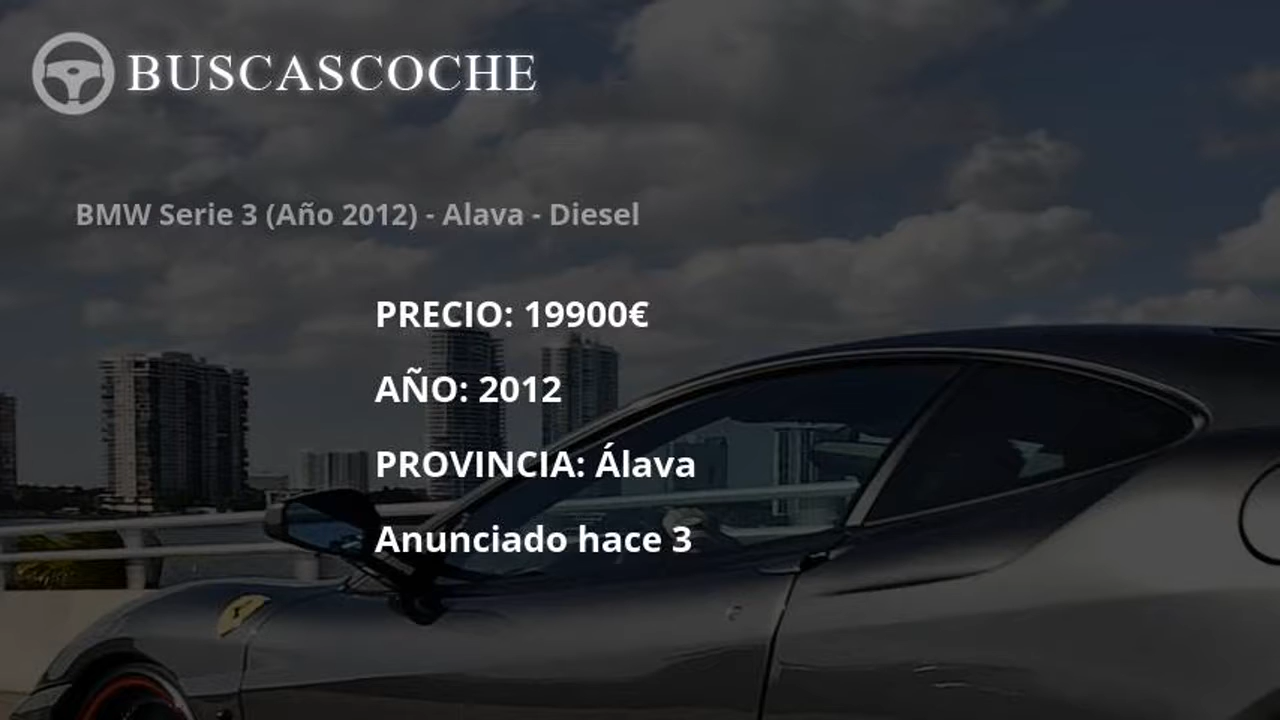 BUSCASCOCHE
BMW Serie 3 (Año 2012) - Alava - Diesel
PRECIO: 19900€
AÑO: 2012
PROVINCIA: Álava
Anunciado hace 3